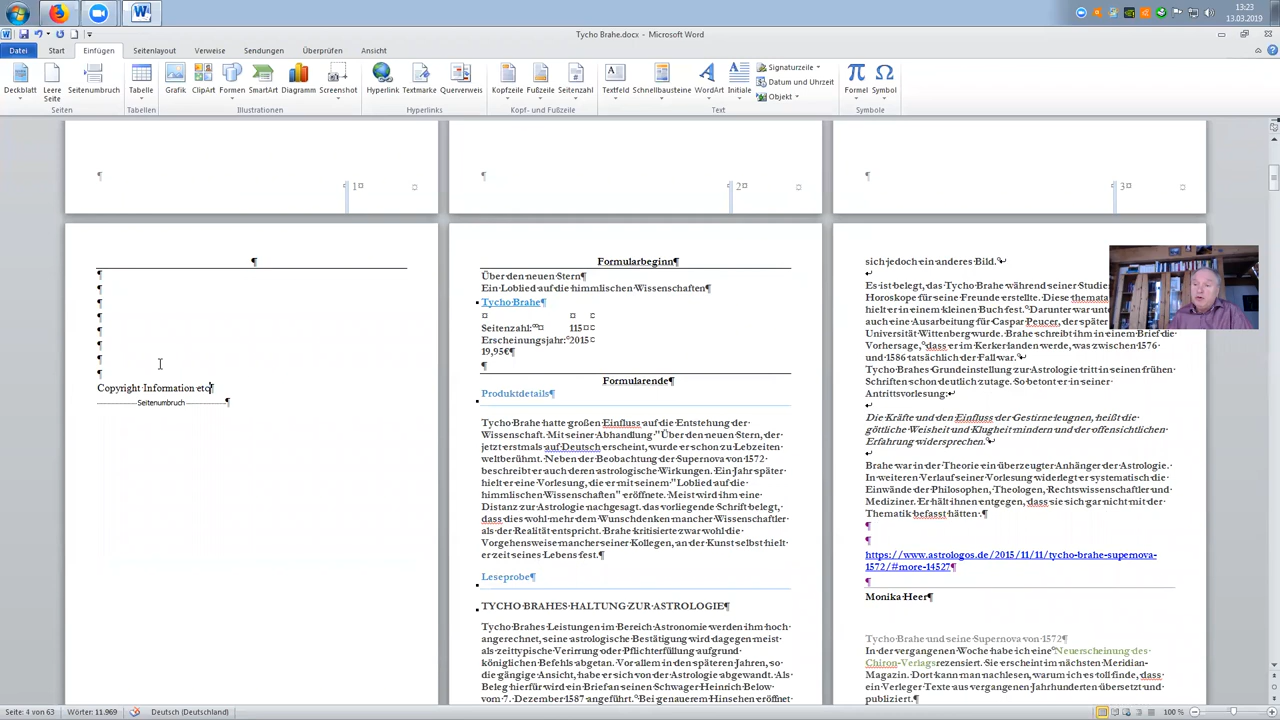 13:23
13.03.2019
Tycho Brahe.docx - Microsoft Word
Datei Start Einfügen Seitenlayout Verweise Sendungen Überprüfen Ansicht
Deckblatt Leere Seite Seitenumbruch Tabelle Grafik ClipArt Formen SmartArt Diagramm Screenshot Hyperlink Textmarke Querverweis Kopfzeile Fußzeile Seitenzahl Textfeld Schnellbausteine WordArt Initiale Signaturzeile Datum und Uhrzeit Objekt Formel Symbol
Seiten Tabellen Illustrationen Hyperlinks Kopf- und Fußzeile Text Symbole
1
2
3
Copyright Information etc
Seitenumbruch
Formularbeginn
Über den neuen Stern
Ein Loblied auf die himmlischen Wissenschaften
Tycho Brahe
Seitenzahl: 115
Erscheinungsjahr: 2015
19,95€
Formularende
Produktdetails
Tycho Brahe hatte großen Einfluss auf die Entstehung der
Wissenschaft. Mit seiner Abhandlung "Über den neuen Stern, der
jetzt erstmals auf Deutsch erscheint, wurde er schon zu Lebzeiten
weltberühmt. Neben der Beobachtung der Supernova von 1572
beschreibt er auch deren astrologische Wirkungen. Ein Jahr später
hielt er eine Vorlesung, die er mit seinem "Loblied auf die
himmlischen Wissenschaften" eröffnete. Meist wird ihm eine
Distanz zur Astrologie nachgesagt. das vorliegende Schrift belegt,
dass dies wohl mehr dem Wunschdenken mancher Wissenschaftler
als der Realität entspricht. Brahe kritisierte zwar wohl die
Vorgehensweise mancher seiner Kollegen, an der Kunst selbst hielt
er zeit seines Lebens fest.
Leseprobe
TYCHO BRAHES HALTUNG ZUR ASTROLOGIE
Tycho Brahes Leistungen im Bereich Astronomie werden ihm hoch
angerechnet, seine astrologische Bestätigung wird dagegen meist
als zeittypische Verirrung oder Pflichterfüllung aufgrund
königlichen Befehls abgetan. Vor allem in den späteren Jahren, so
die gängige Ansicht, habe er sich von der Astrologie abgewandt. Als
Beleg hierfür wird ein Brief an seinen Schwager Heinrich Below
vom 7. Dezember 1587 angeführt. Bei genauerem Hinsehen eröffnet
sich jedoch ein anderes Bild.
Es ist belegt, das Tycho Brahe während seiner Studie
Horoskope für seine Freunde erstellte. Diese themata
hielt er in einem kleinen Buch fest. Darunter war unt
auch eine Ausarbeitung für Caspar Peucer, der später
Universität Wittenberg wurde. Brahe schreibt ihm in einem Brief die
Vorhersage, dass er im Kerker landen werde, was zwischen 1576
und 1586 tatsächlich der Fall war.
Tycho Brahes Grundeinstellung zur Astrologie tritt in seinen frühen
Schriften schon deutlich zutage. So betont er in seiner
Antrittsvorlesung:
Die Kräfte und den Einfluss der Gestirne leugnen, heißt die
göttliche Weisheit und Klugheit mindern und der offensichtlichen
Erfahrung widersprechen.
Brahe war in der Theorie ein überzeugter Anhänger der Astrologie.
In weiteren Verlauf seiner Vorlesung widerlegt er systematisch die
Einwände der Philosophen, Theologen, Rechtswissenschaftler und
Mediziner. Er hält ihnen entgegen, dass sie sich gar nicht mit der
Thematik befasst hätten.
https://www.astrologos.de/2015/11/11/tycho-brahe-supernova-
1572/#more-14527
Monika Heer
Tycho Brahe und seine Supernova von 1572
In der vergangenen Woche habe ich eine Neuerscheinung des
Chiron-Verlags rezensiert. Sie erscheint im nächsten Meridian-
Magazin. Dort kann man nachlesen, warum ich es toll finde, dass
ein Verleger Texte aus vergangenen Jahrhunderten übersetzt und
publiziert.
Seite: 4 von 63 Wörter: 11.969 Deutsch (Deutschland) 100 %